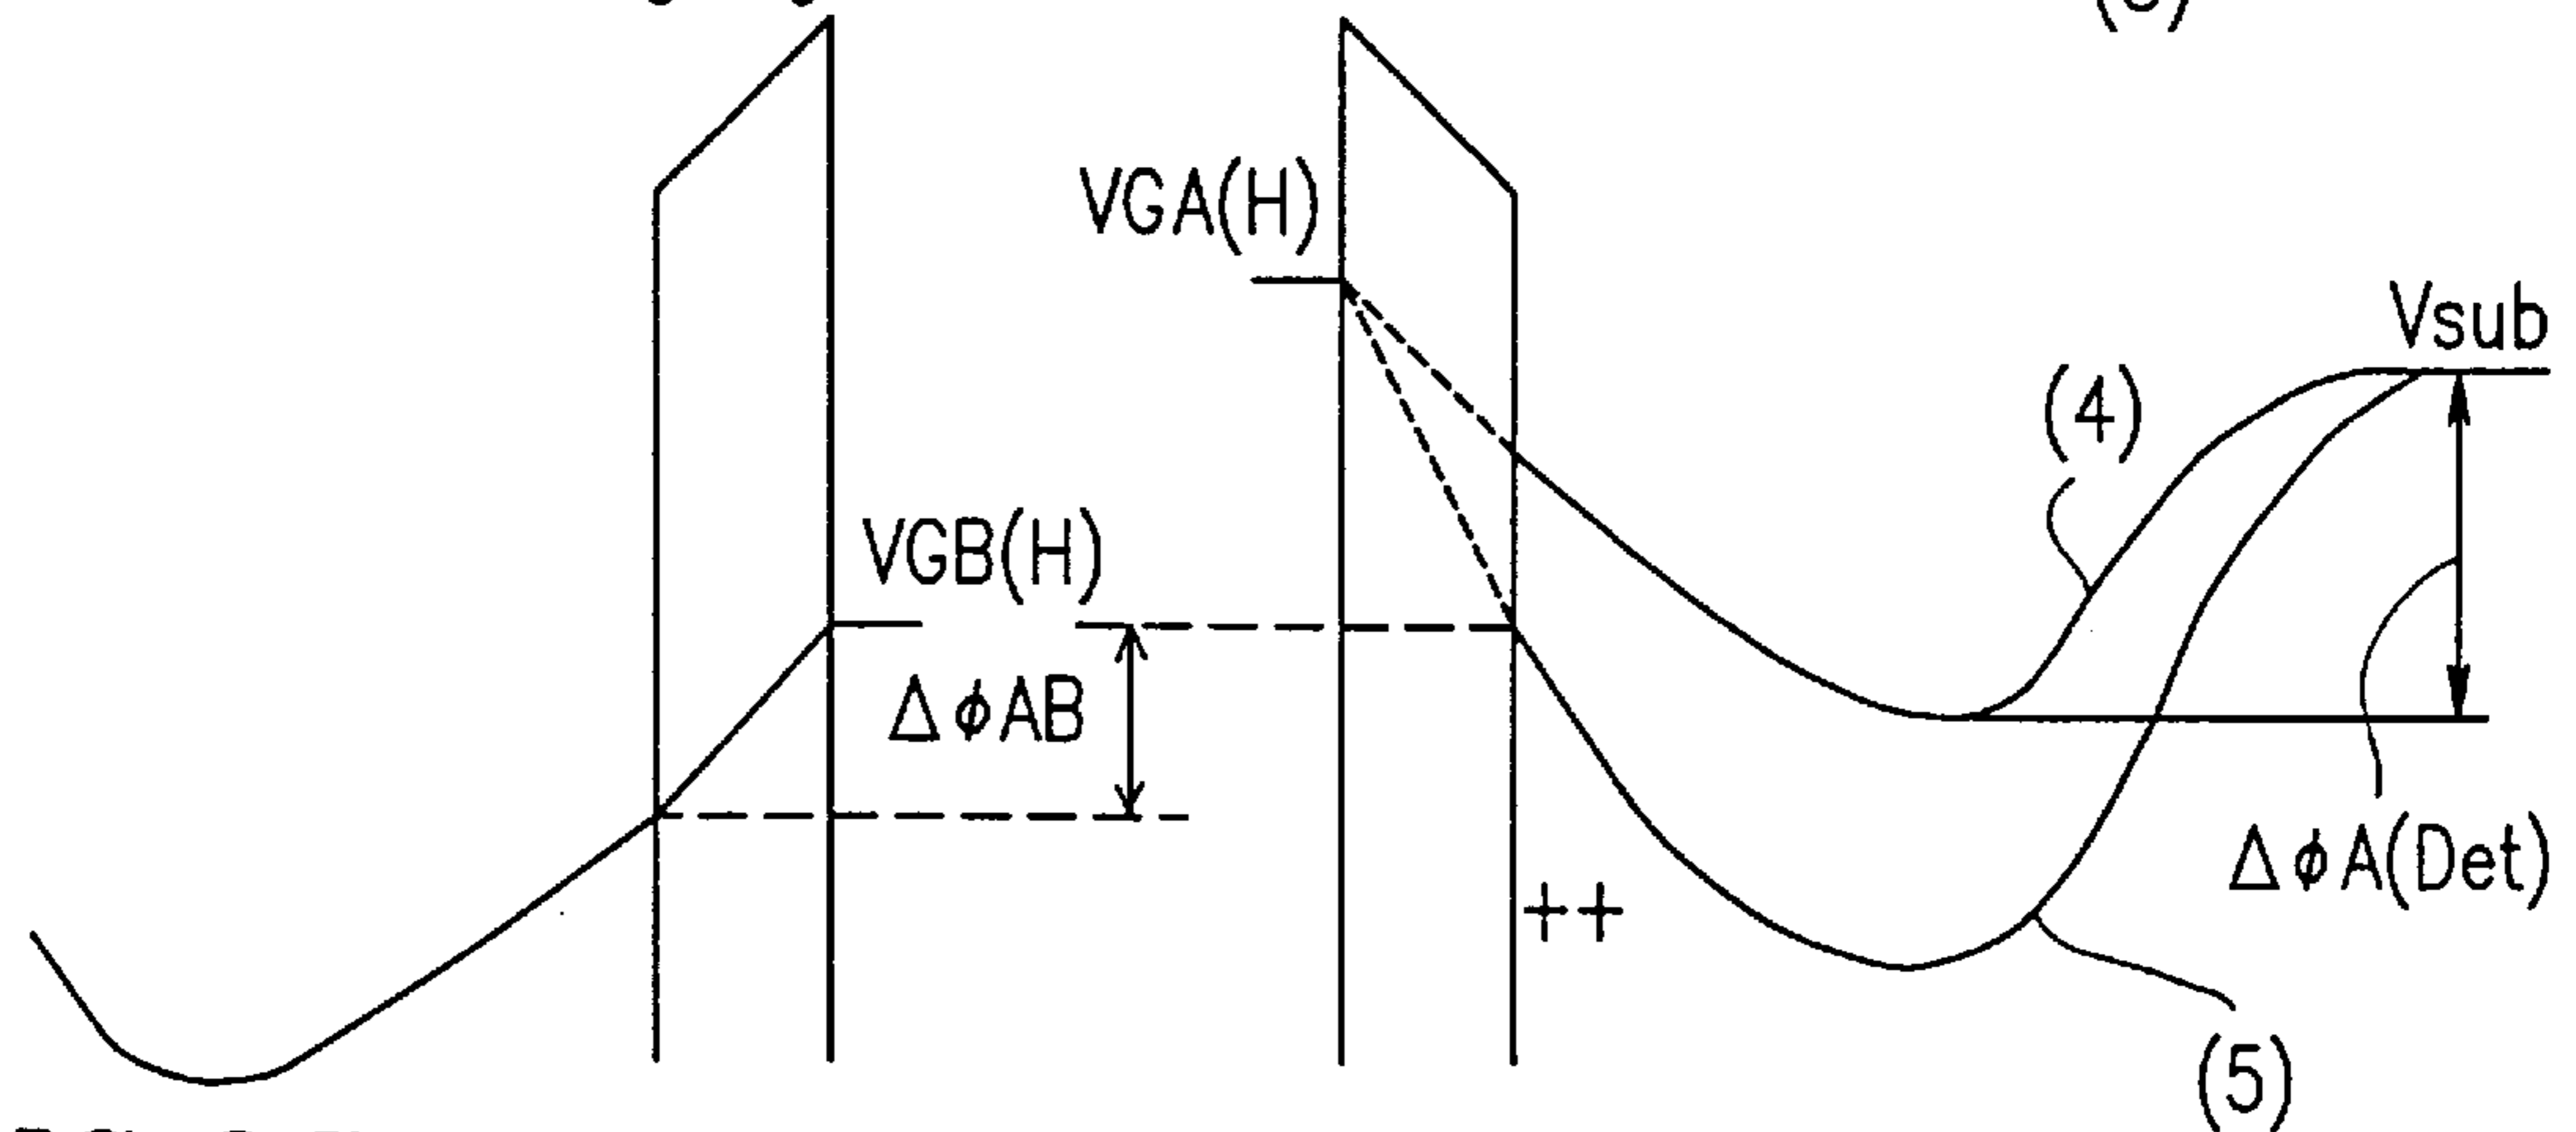 VGA(H)
Vsub
(4)
VGB(H)
ΔφAB
ΔφA(Det)
++
(5)